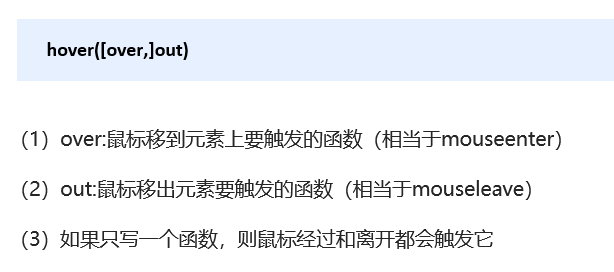 hover([over,]out)
（1）over:鼠标移到元素上要触发的函数（相当于mouseenter）
（2）out:鼠标移出元素要触发的函数（相当于mouseleave）
（3）如果只写一个函数，则鼠标经过和离开都会触发它